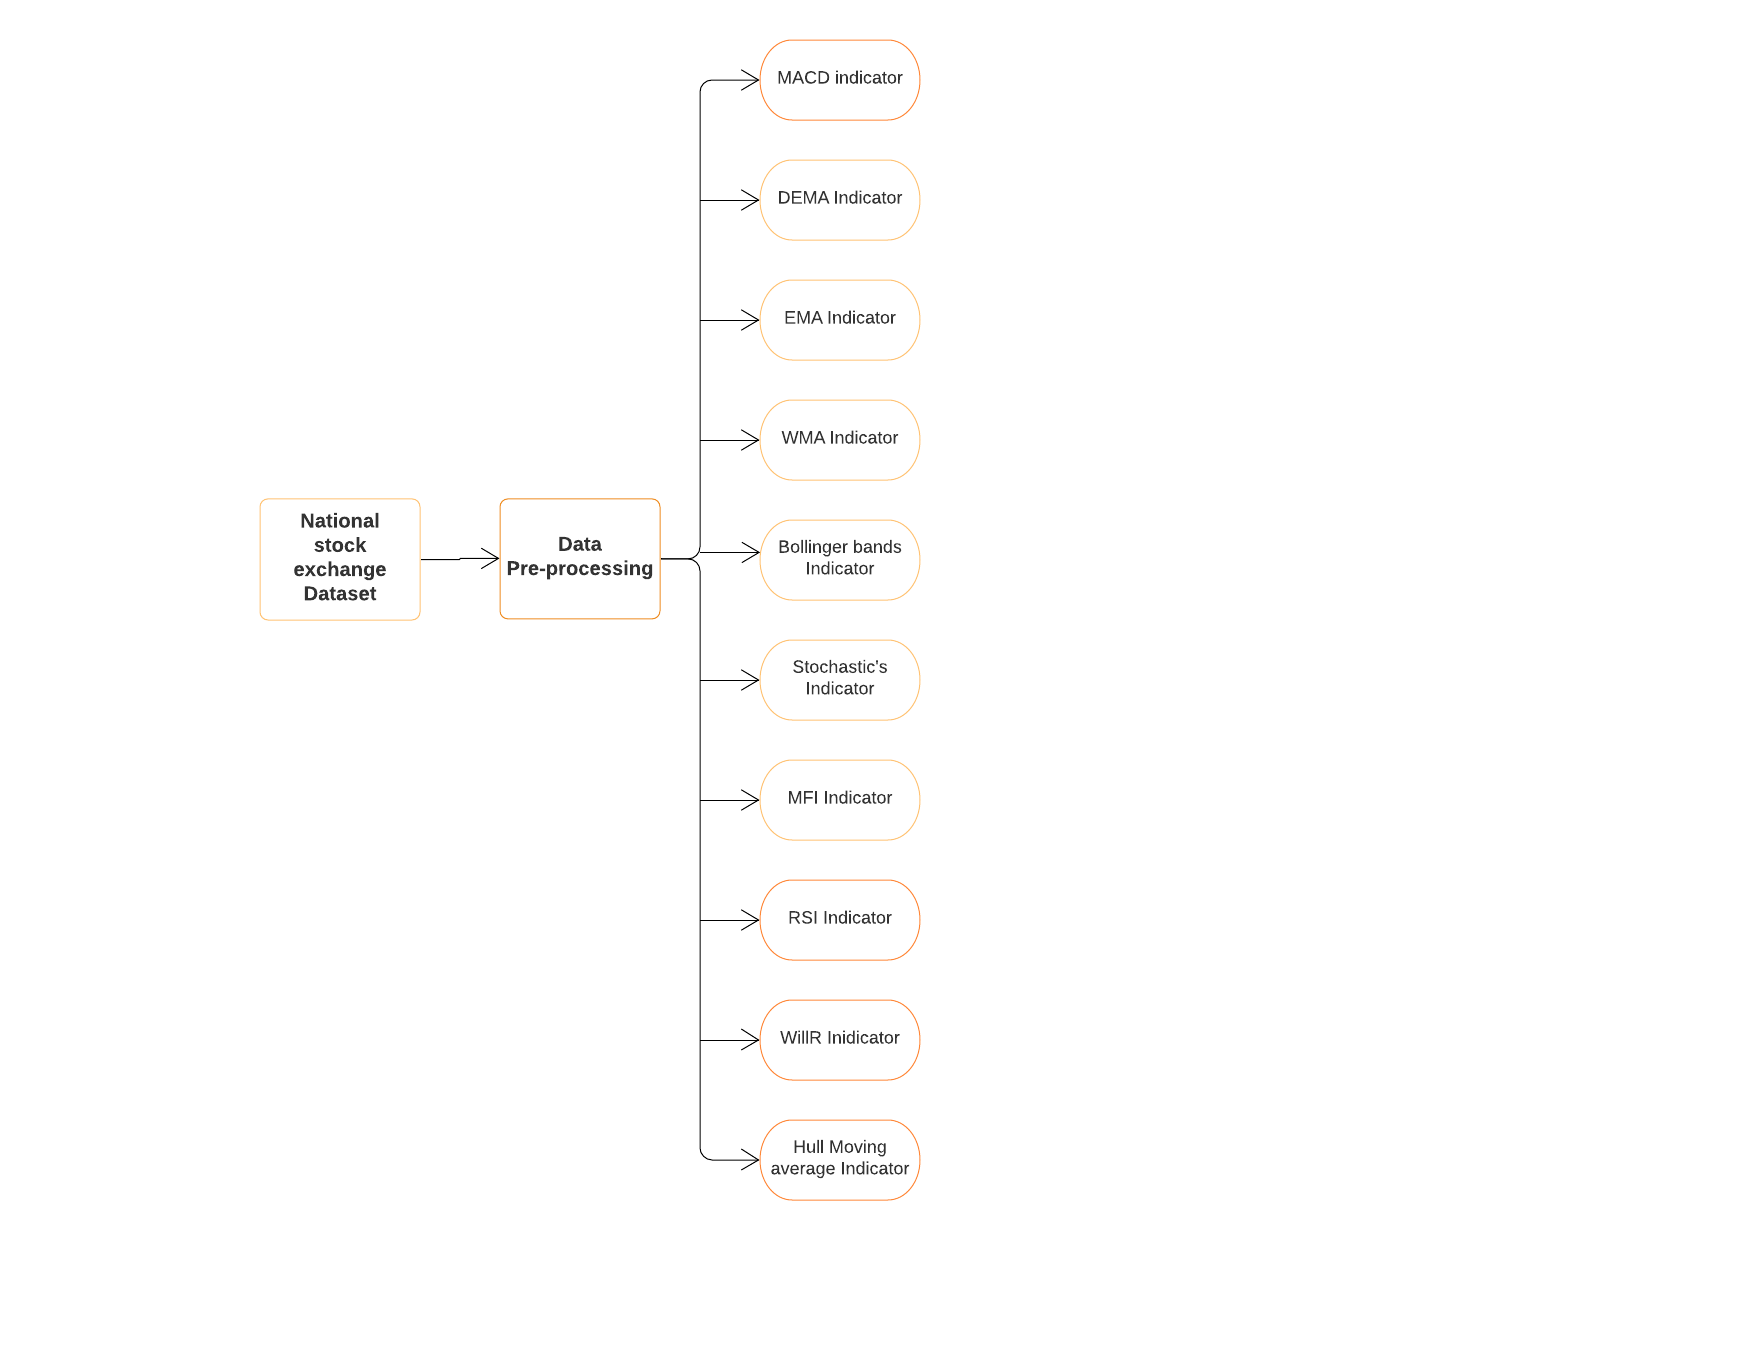 MACD indicator
DEMA Indicator
EMA Indicator
WMA Indicator
National
stock
exchange
Dataset
Data
Pre-processing
Bollinger bands
Indicator
Stochastic's
Indicator
MFI Indicator
RSI Indicator
WillR Inidicator
Hull Moving
average Indicator